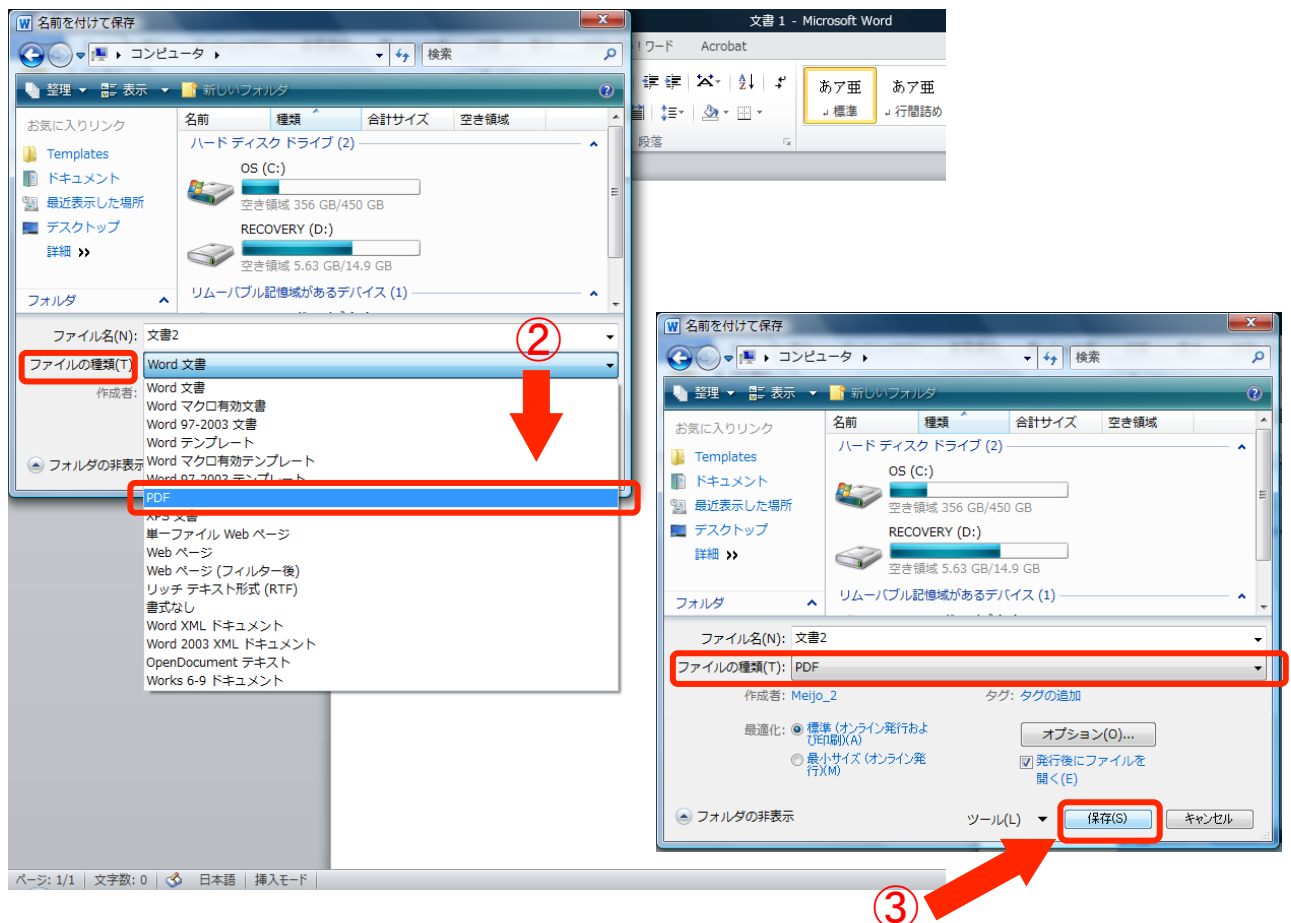 名前を付けて保存
コンピュータ
検索
整理 表示 新しいフォルダ
お気に入りリンク
Templates
ドキュメント
最近表示した場所
デスクトップ
詳細 >>
フォルダ
名前 種類 合計サイズ 空き領域
ハード ディスク ドライブ (2)
OS (C:)
空き領域 356 GB/450 GB
RECOVERY (D:)
空き領域 5.63 GB/14.9 GB
リムーバブル記憶域があるデバイス (1)
ファイル名(N): 文書2
ファイルの種類(T) Word 文書
作成者:
フォルダの非表示
Word 文書
Word マクロ有効文書
Word 97-2003 文書
Word テンプレート
Word マクロ有効テンプレート
Word 97-2003 テンプレート
PDF
XPS 文書
単一ファイル Web ページ
Web ページ
Web ページ (フィルター後)
リッチ テキスト形式 (RTF)
書式なし
Word XML ドキュメント
Word 2003 XML ドキュメント
OpenDocument テキスト
Works 6-9 ドキュメント
②
文書 1 - Microsoft Word
!ワード Acrobat
あア亜 あア亜
標準 行間詰め
段落
名前を付けて保存
コンピュータ
検索
整理 表示 新しいフォルダ
お気に入りリンク
Templates
ドキュメント
最近表示した場所
デスクトップ
詳細 >>
フォルダ
名前 種類 合計サイズ 空き領域
ハード ディスク ドライブ (2)
OS (C:)
空き領域 356 GB/450 GB
RECOVERY (D:)
空き領域 5.63 GB/14.9 GB
リムーバブル記憶域があるデバイス (1)
ファイル名(N): 文書2
ファイルの種類(T): PDF
作成者: Meijo_2 タグ: タグの追加
最適化: 標準 (オンライン発行およ
び印刷)(A)
最小サイズ (オンライン発
行)(M)
オプション(O)...
発行後にファイルを
開く(E)
フォルダの非表示
ツール(L) 保存(S) キャンセル
③
ページ: 1/1 文字数: 0 日本語 挿入モード